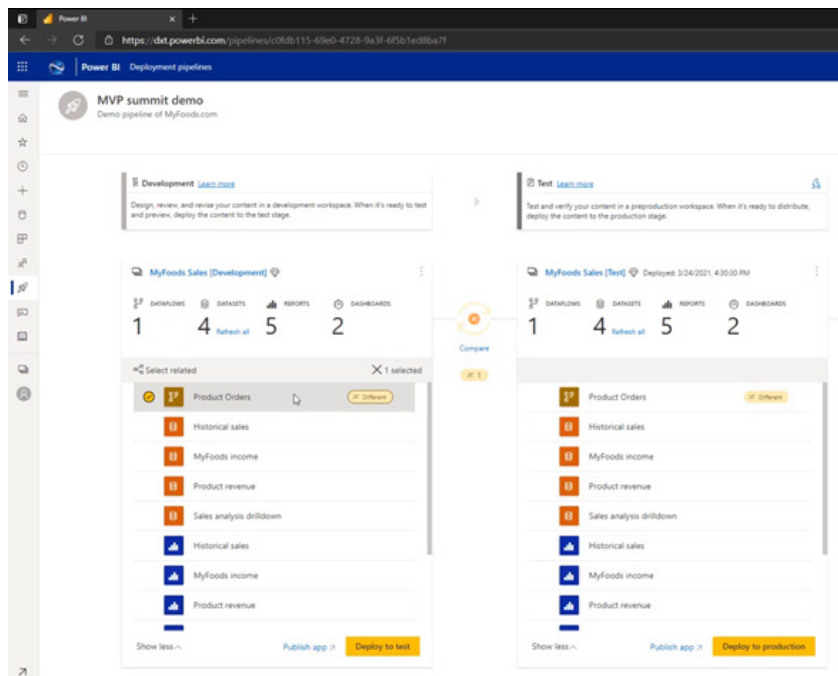 Power BI
https://dxt.powerbi.com/pipelines/c0fdb115-69e0-4728-9a3f-6f5b1ed8ba7f
Power BI Deployment pipelines
MVP summit demo
Demo pipeline of MyFoods.com
Development Learn more
Design, review, and revise your content in a development workspace. When it's ready to test
and preview, deploy the content to the test stage.
Test Learn more
Test and verify your content in a preproduction workspace. When it's ready to distribute,
deploy the content to the production stage.
MyFoods Sales [Development]
DATAFLOWS DATASETS REPORTS DASHBOARDS
1 4 Refresh all 5 2
Select related 1 selected
Product Orders Different
Historical sales
MyFoods income
Product revenue
Sales analysis drilldown
Historical sales
MyFoods income
Product revenue
Show less Publish app Deploy to test
Compare
≠ 1
MyFoods Sales [Test] Deployed: 3/24/2021, 4:30:30 PM
DATAFLOWS DATASETS REPORTS DASHBOARDS
1 4 Refresh all 5 2
Product Orders Different
Historical sales
MyFoods income
Product revenue
Sales analysis drilldown
Historical sales
MyFoods income
Product revenue
Show less Publish app Deploy to production